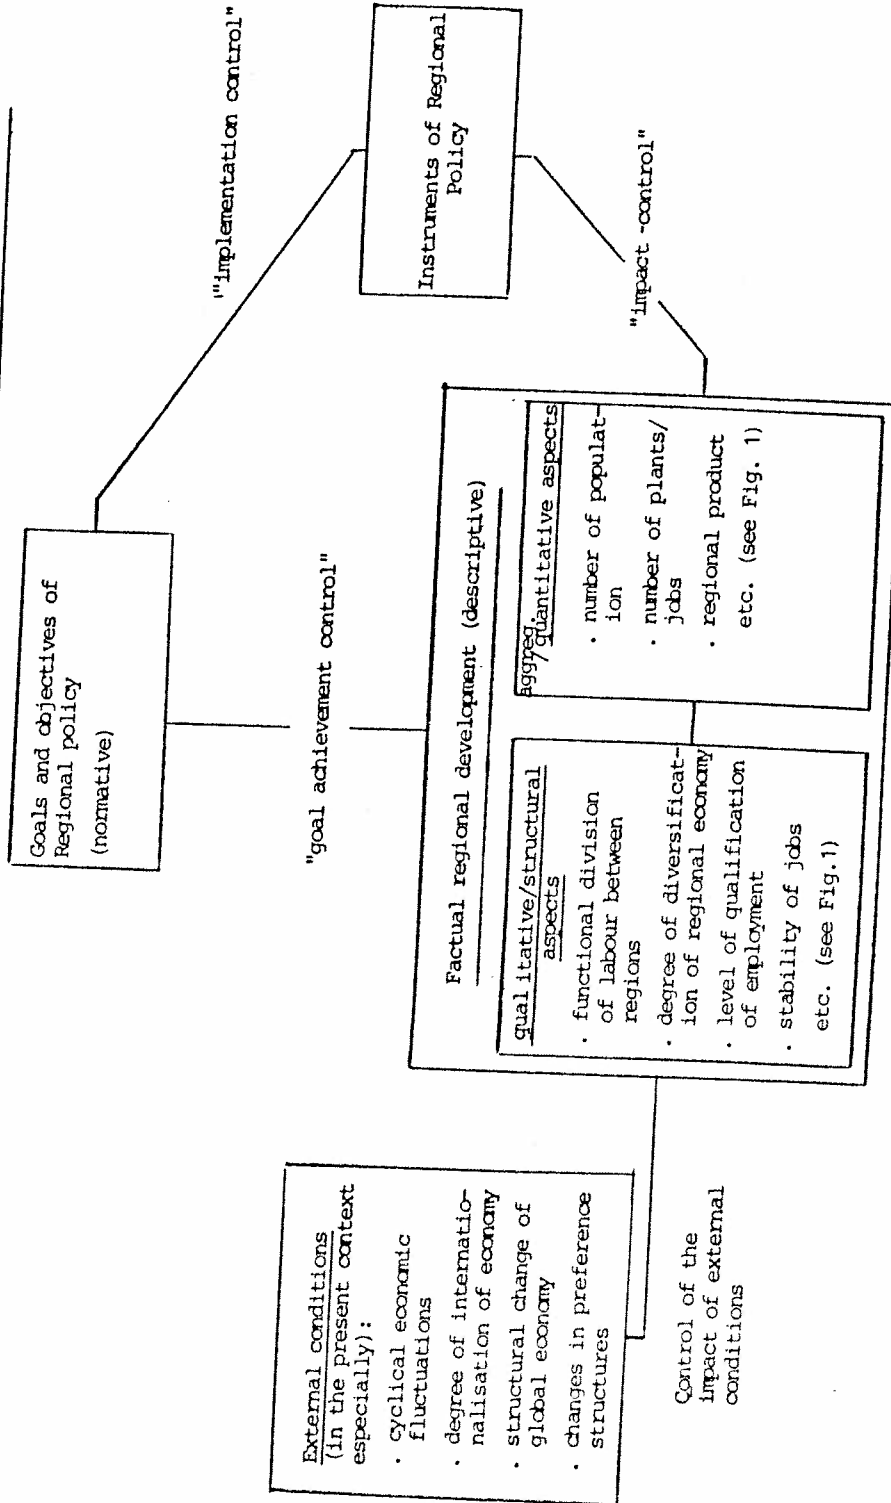 Goals and objectives of
Regional policy
(normative)
"implementation control"
"goal achievement control"
Instruments of Regional
Policy
"impact -control"
External conditions
(in the present context
especially):
· cyclical economic
fluctuations
· degree of internatio-
nalisation of economy
· structural change of
global economy
· changes in preference
structures
Control of the
impact of external
conditions
Factual regional development (descriptive)
qualitative/structural
aspects
· functional division
of labour between
regions
· degree of diversificat-
ion of regional economy
· level of qualification
of employment
· stability of jobs
etc. (see Fig.1)
aggreg.
/quantitative aspects
· number of populat-
ion
· number of plants/
jobs
· regional product
etc. (see Fig. 1)